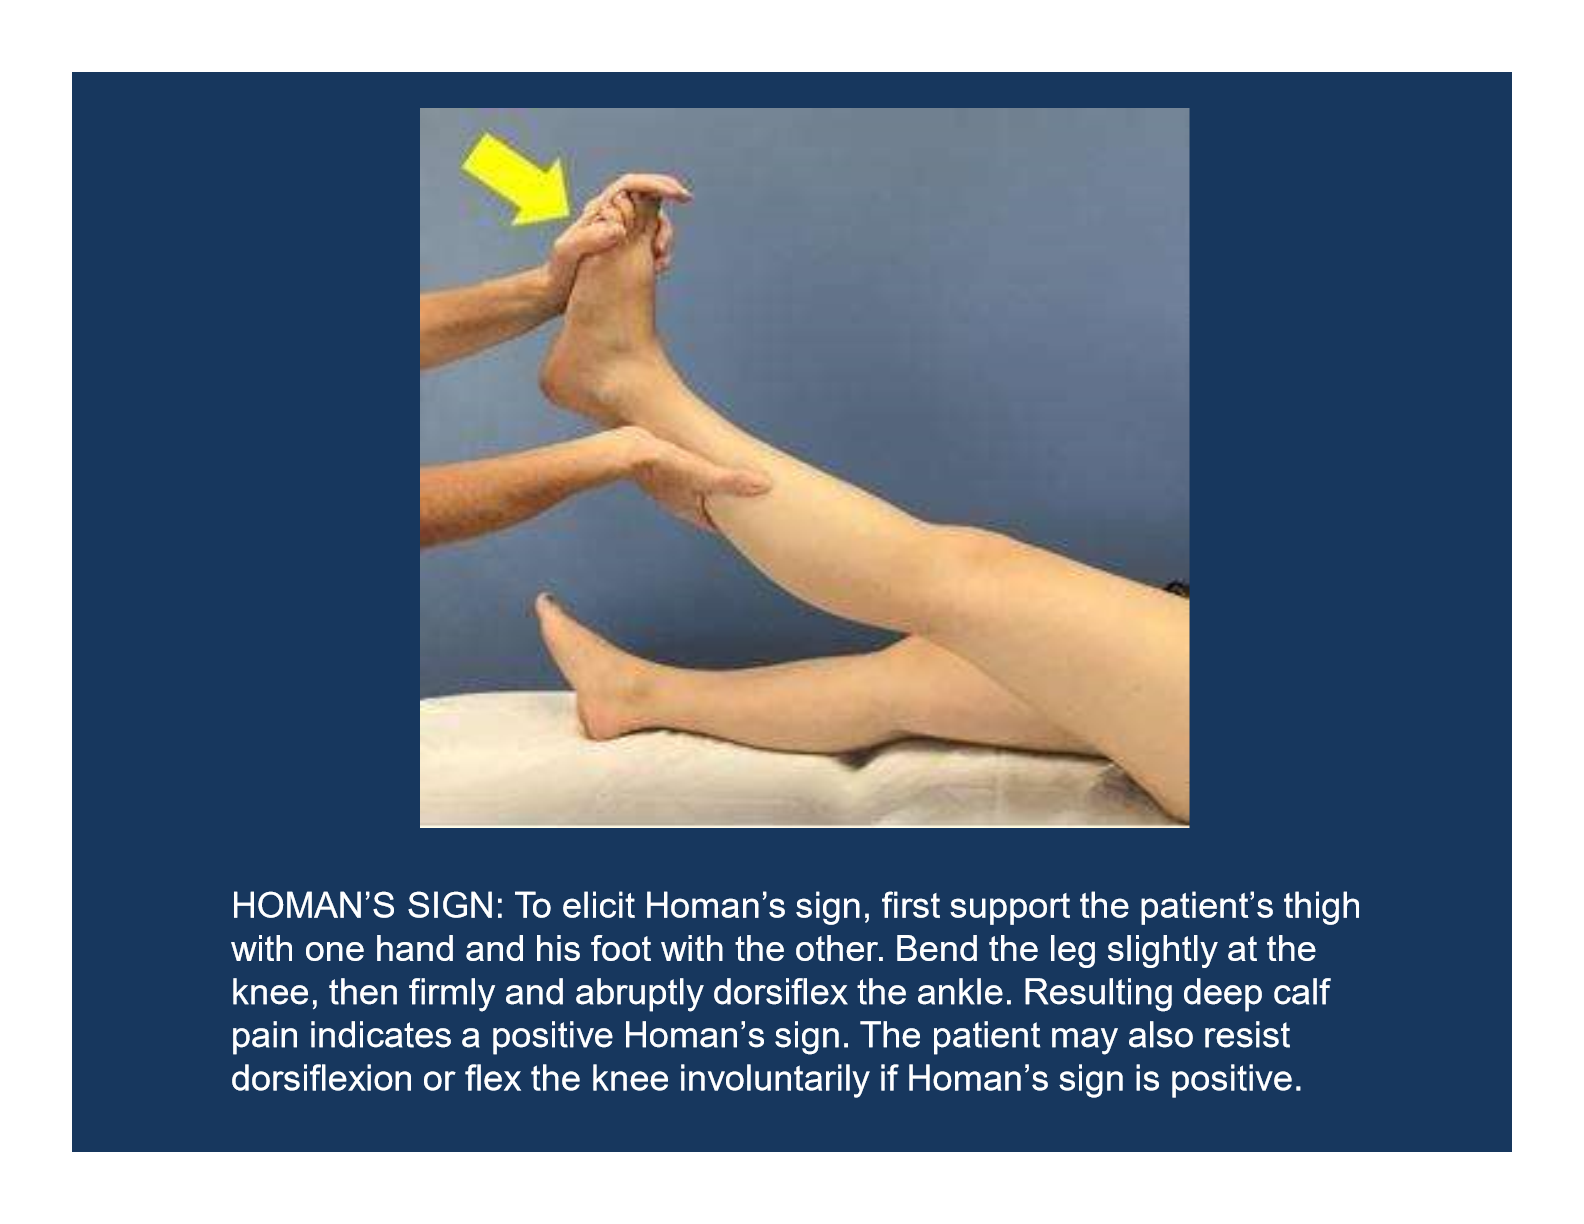 HOMAN’S SIGN: To elicit Homan’s sign, first support the patient’s thigh
with one hand and his foot with the other. Bend the leg slightly at the
knee, then firmly and abruptly dorsiflex the ankle. Resulting deep calf
pain indicates a positive Homan’s sign. The patient may also resist
dorsiflexion or flex the knee involuntarily if Homan’s sign is positive.